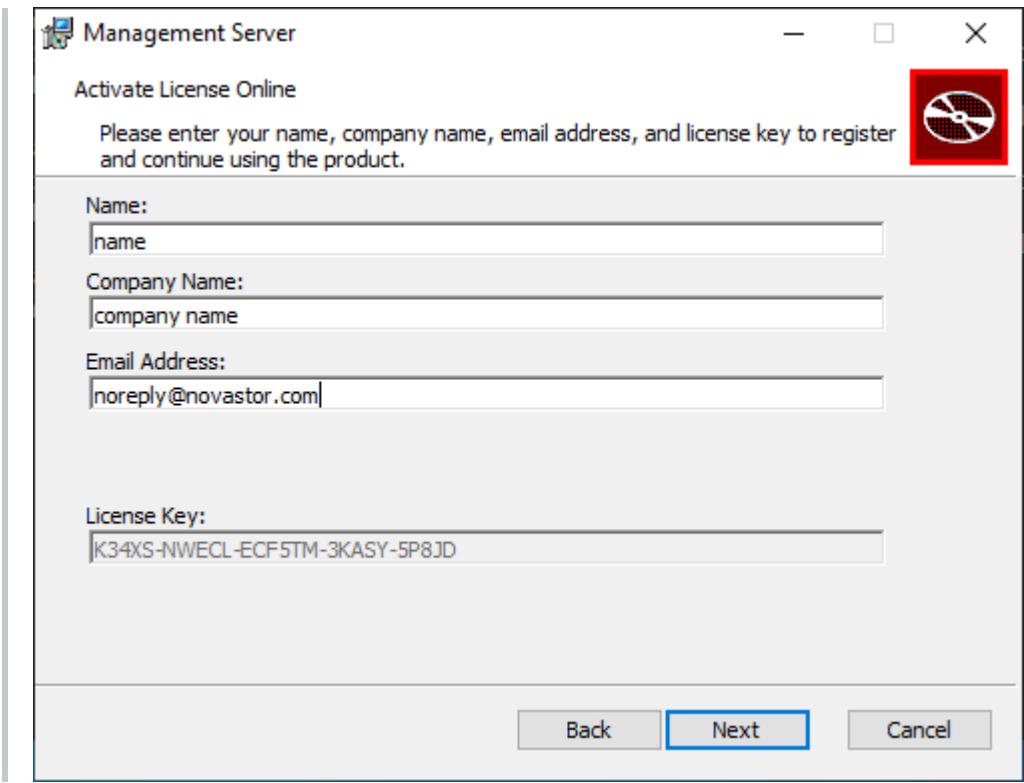 Management Server
Activate License Online
Please enter your name, company name, email address, and license key to register
and continue using the product.
Name:
name
Company Name:
company name
Email Address:
noreply@novastor.com
License Key:
K34XS-NWECL-ECF5TM-3KASY-5P8JD
Back
Next
Cancel